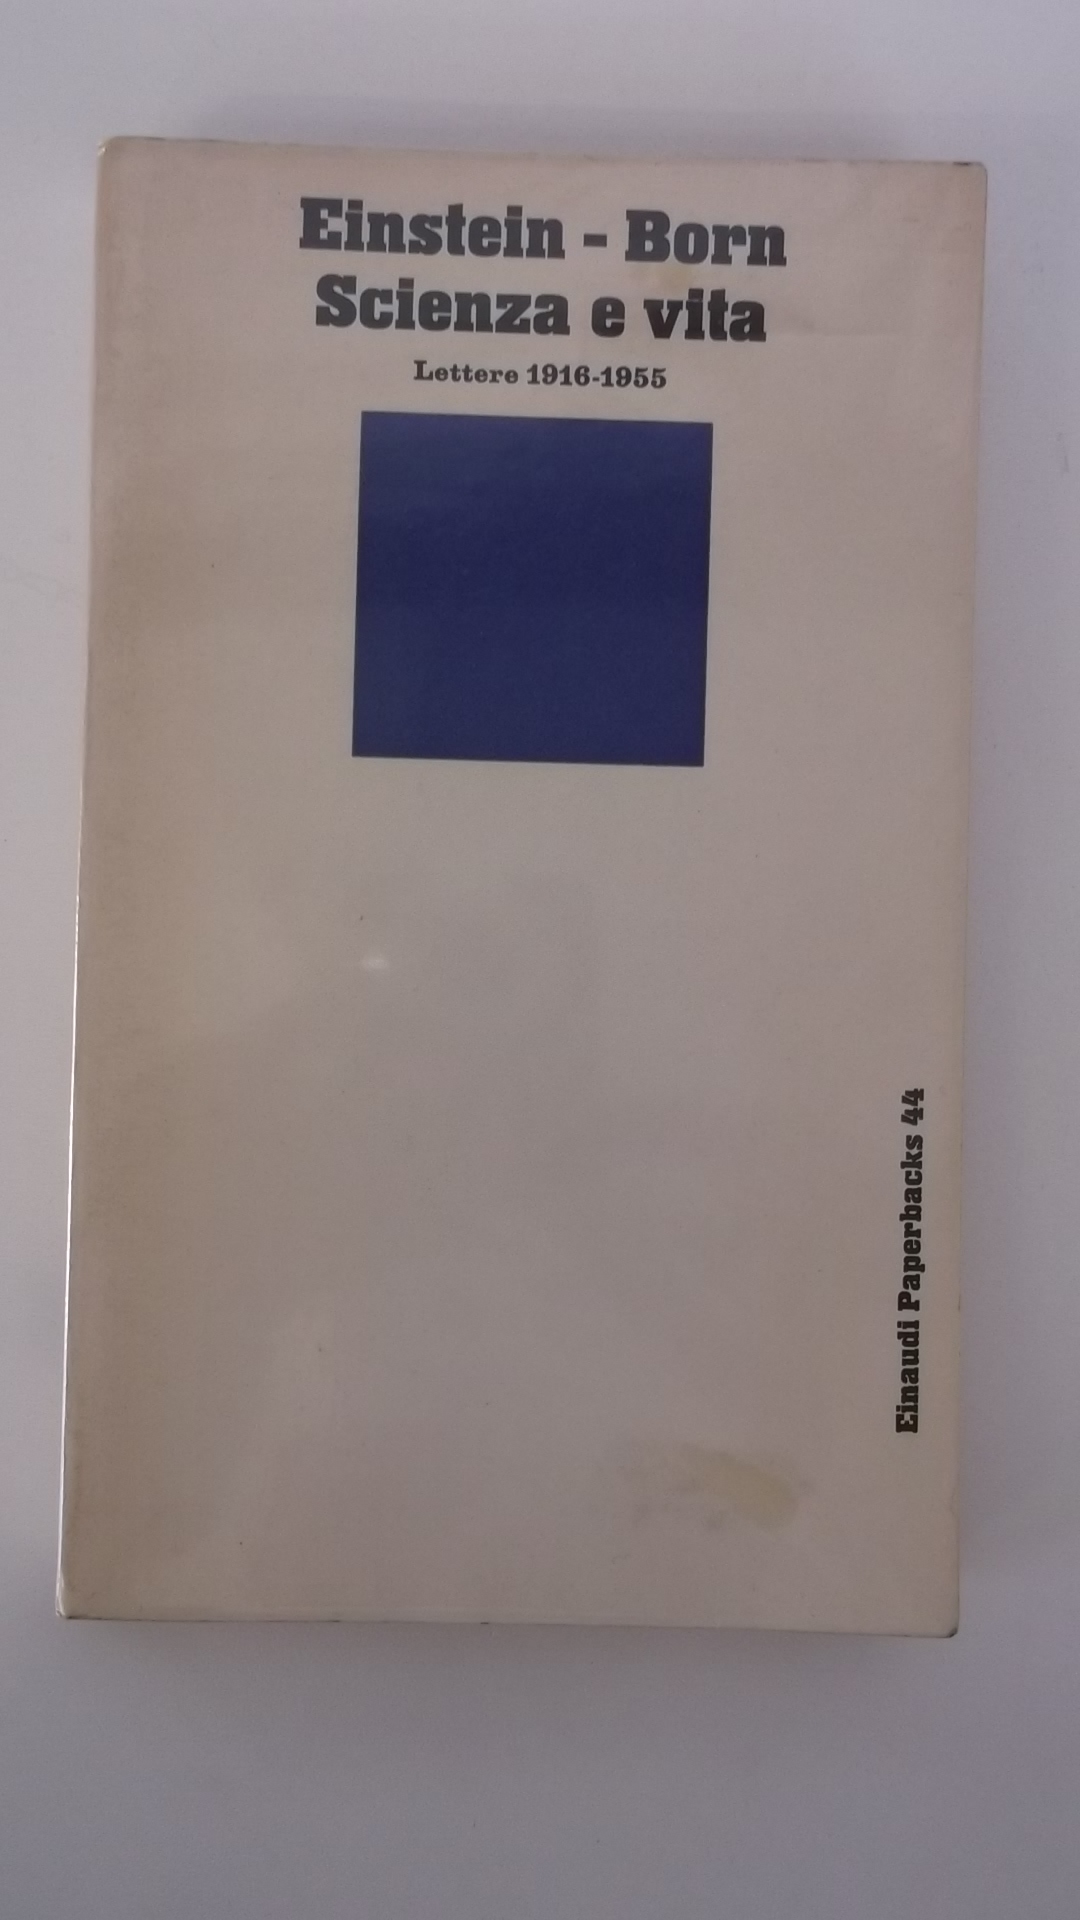 Einstein - Born
Scienza e vita
Lettere 1916-1955
Einaudi Paperbacks 44